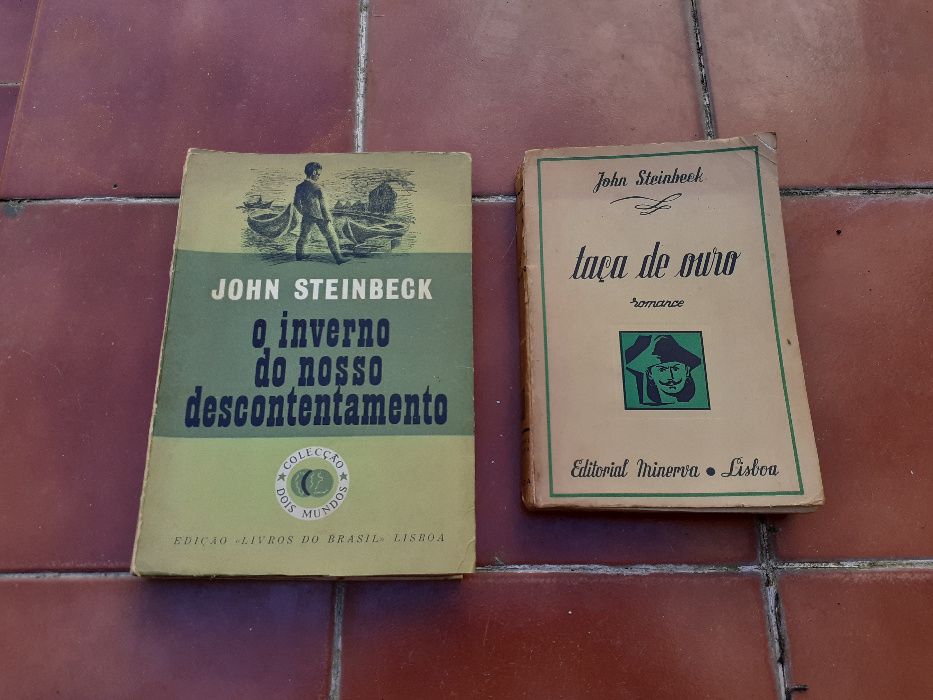 JOHN STEINBECK
o inverno
do nosso
descontentamento
COLECÇÃO
DOIS MUNDOS
EDIÇÃO «LIVROS DO BRASIL» LISBOA
John Steinbeck
taça de ouro
romance
Editorial Minerva • Lisboa